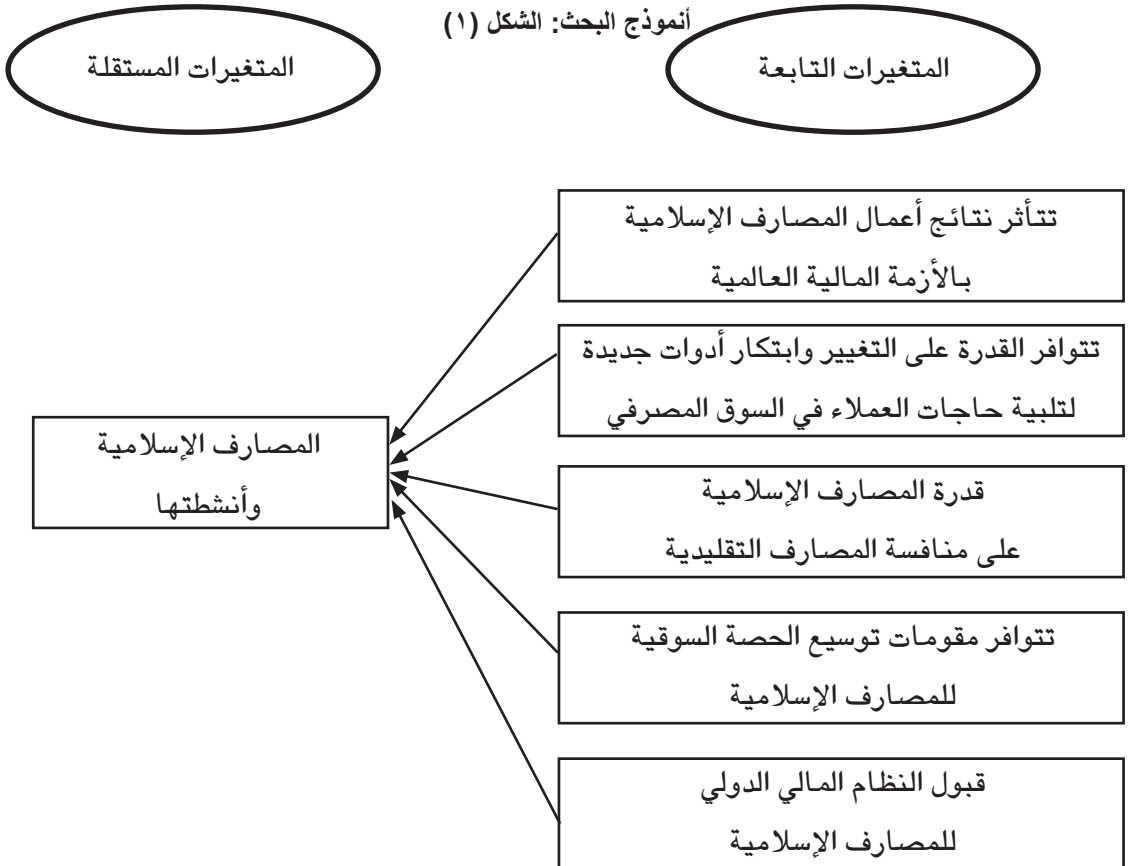 أنموذج البحث: الشكل (١)
المتغيرات التابعة
المتغيرات المستقلة
تتأثر نتائج أعمال المصارف الإسلامية
بالأزمة المالية العالمية
تتوافر القدرة على التغيير وابتكار أدوات جديدة
لتلبية حاجات العملاء في السوق المصرفي
قدرة المصارف الإسلامية
على منافسة المصارف التقليدية
تتوافر مقومات توسيع الحصة السوقية
للمصارف الإسلامية
قبول النظام المالي الدولي
للمصارف الإسلامية
المصارف الإسلامية
وأنشطتها